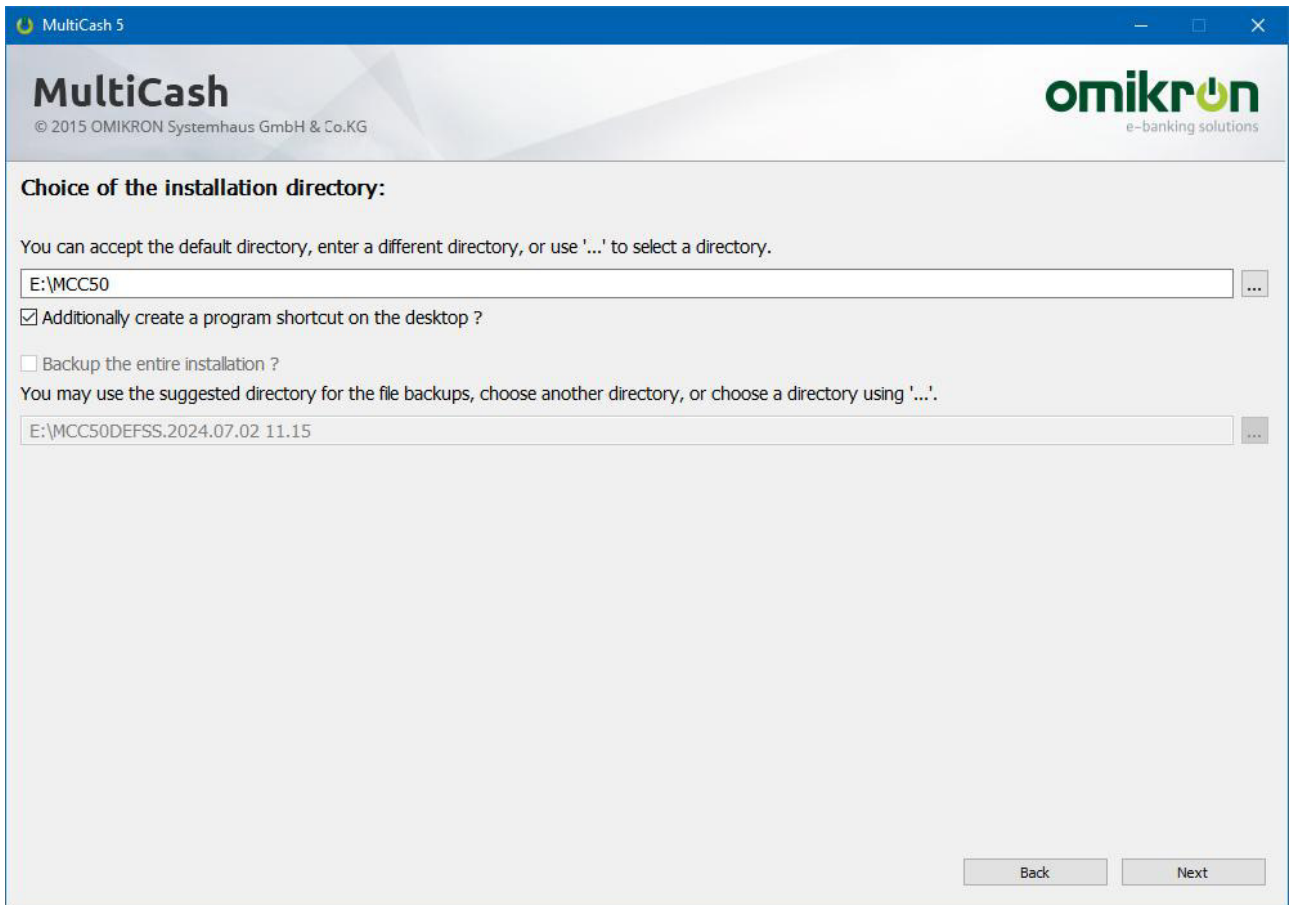 MultiCash 5
MultiCash
© 2015 OMIKRON Systemhaus GmbH & Co.KG
omikron
e-banking solutions
Choice of the installation directory:
You can accept the default directory, enter a different directory, or use '...' to select a directory.
E:\MCC50
...
Additionally create a program shortcut on the desktop ?
Backup the entire installation ?
You may use the suggested directory for the file backups, choose another directory, or choose a directory using '...'.
E:\MCC50DEFSS.2024.07.02 11.15
...
Back
Next